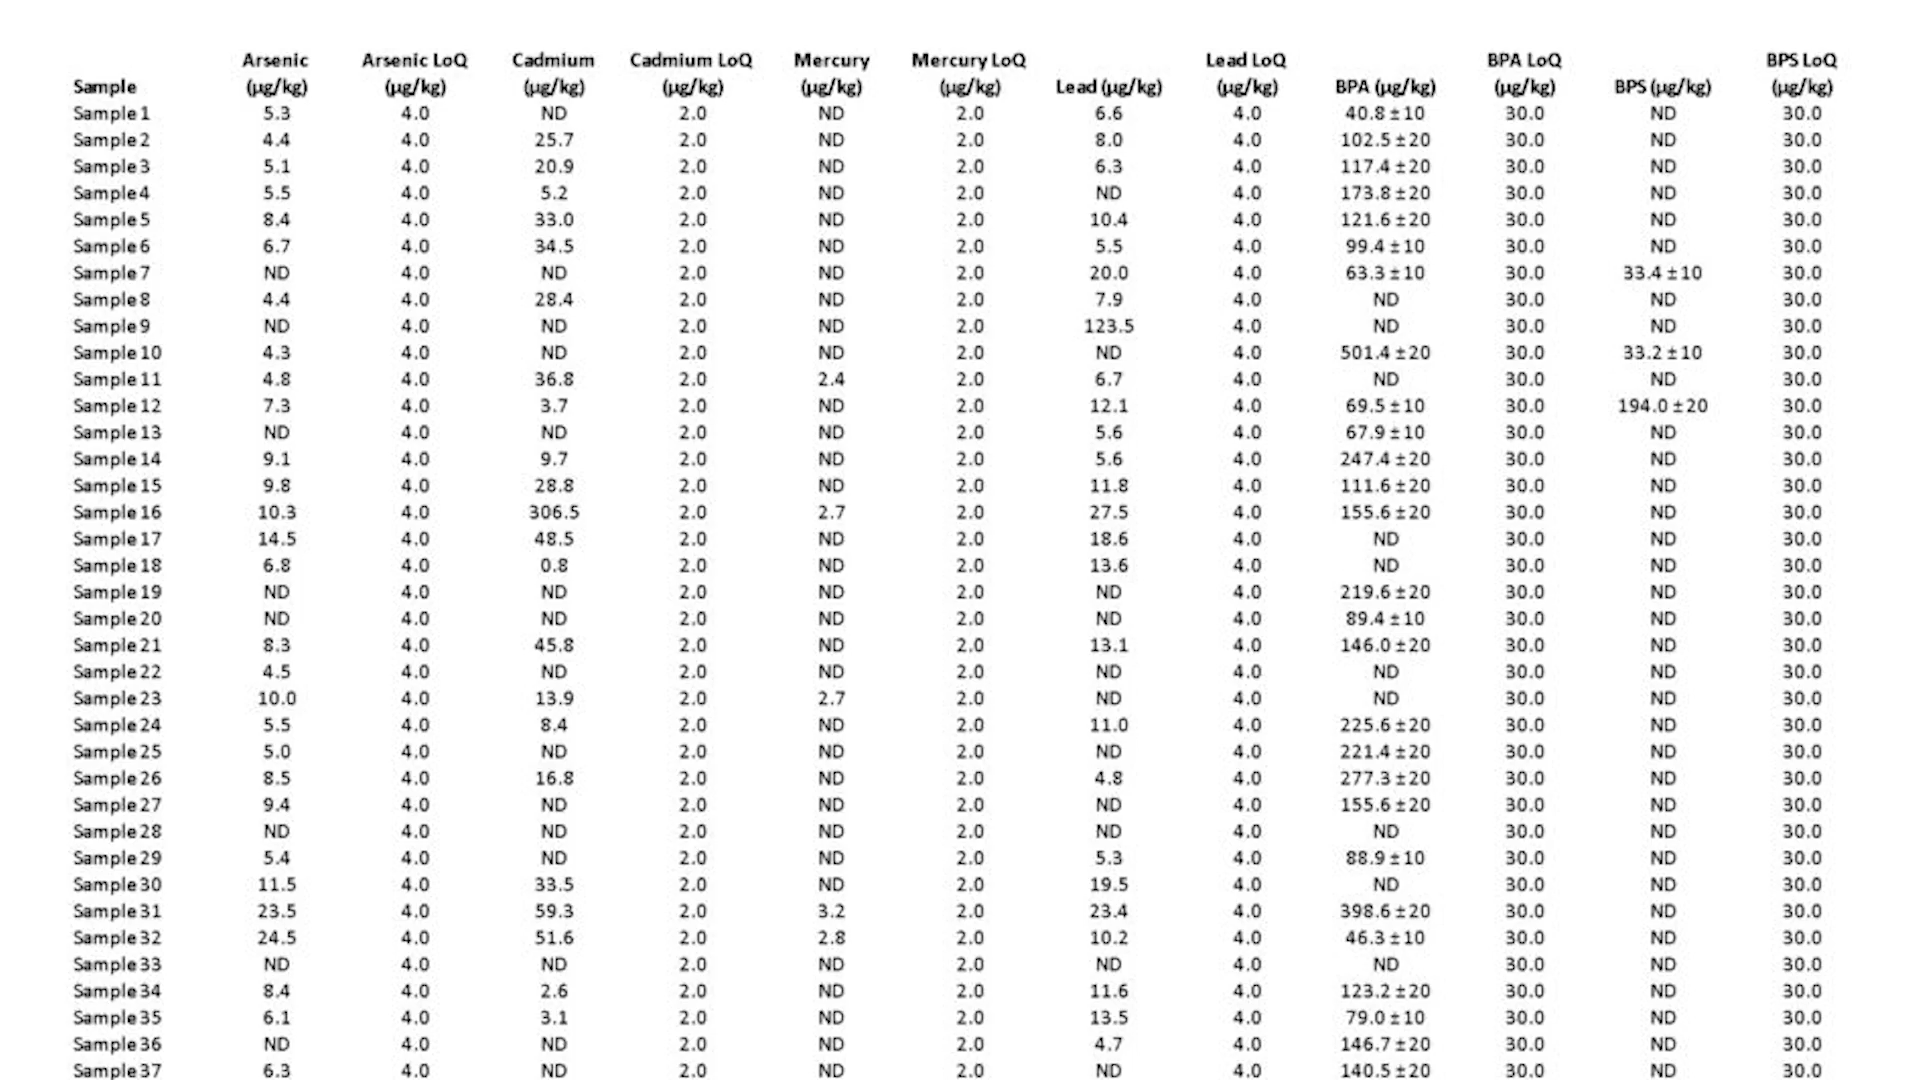 Arsenic Arsenic LoQ Cadmium Cadmium LoQ Mercury Mercury LoQ Lead LoQ BPA LoQ BPS LoQ
Sample (µg/kg) (µg/kg) (µg/kg) (µg/kg) (µg/kg) (µg/kg) Lead (µg/kg) (µg/kg) BPA (µg/kg) (µg/kg) BPS (µg/kg) (µg/kg)
Sample 1 5.3 4.0 ND 2.0 ND 2.0 6.6 4.0 40.8 ±10 30.0 ND 30.0
Sample 2 4.4 4.0 25.7 2.0 ND 2.0 8.0 4.0 102.5 ±20 30.0 ND 30.0
Sample 3 5.1 4.0 20.9 2.0 ND 2.0 6.3 4.0 117.4 ±20 30.0 ND 30.0
Sample 4 5.5 4.0 5.2 2.0 ND 2.0 ND 4.0 173.8 ±20 30.0 ND 30.0
Sample 5 8.4 4.0 33.0 2.0 ND 2.0 10.4 4.0 121.6 ±20 30.0 ND 30.0
Sample 6 6.7 4.0 34.5 2.0 ND 2.0 5.5 4.0 99.4 ±10 30.0 ND 30.0
Sample 7 ND 4.0 ND 2.0 ND 2.0 20.0 4.0 63.3 ±10 30.0 33.4 ±10 30.0
Sample 8 4.4 4.0 28.4 2.0 ND 2.0 7.9 4.0 ND 30.0 ND 30.0
Sample 9 ND 4.0 ND 2.0 ND 2.0 123.5 4.0 ND 30.0 ND 30.0
Sample 10 4.3 4.0 ND 2.0 ND 2.0 ND 4.0 501.4 ±20 30.0 33.2 ±10 30.0
Sample 11 4.8 4.0 36.8 2.0 2.4 2.0 6.7 4.0 ND 30.0 ND 30.0
Sample 12 7.3 4.0 3.7 2.0 ND 2.0 12.1 4.0 69.5 ±10 30.0 194.0 ±20 30.0
Sample 13 ND 4.0 ND 2.0 ND 2.0 5.6 4.0 67.9 ±10 30.0 ND 30.0
Sample 14 9.1 4.0 9.7 2.0 ND 2.0 5.6 4.0 247.4 ±20 30.0 ND 30.0
Sample 15 9.8 4.0 28.8 2.0 ND 2.0 11.8 4.0 111.6 ±20 30.0 ND 30.0
Sample 16 10.3 4.0 306.5 2.0 2.7 2.0 27.5 4.0 155.6 ±20 30.0 ND 30.0
Sample 17 14.5 4.0 48.5 2.0 ND 2.0 18.6 4.0 ND 30.0 ND 30.0
Sample 18 6.8 4.0 0.8 2.0 ND 2.0 13.6 4.0 ND 30.0 ND 30.0
Sample 19 ND 4.0 ND 2.0 ND 2.0 ND 4.0 219.6 ±20 30.0 ND 30.0
Sample 20 ND 4.0 ND 2.0 ND 2.0 ND 4.0 89.4 ±10 30.0 ND 30.0
Sample 21 8.3 4.0 45.8 2.0 ND 2.0 13.1 4.0 146.0 ±20 30.0 ND 30.0
Sample 22 4.5 4.0 ND 2.0 ND 2.0 ND 4.0 ND 30.0 ND 30.0
Sample 23 10.0 4.0 13.9 2.0 2.7 2.0 ND 4.0 ND 30.0 ND 30.0
Sample 24 5.5 4.0 8.4 2.0 ND 2.0 11.0 4.0 225.6 ±20 30.0 ND 30.0
Sample 25 5.0 4.0 ND 2.0 ND 2.0 ND 4.0 221.4 ±20 30.0 ND 30.0
Sample 26 8.5 4.0 16.8 2.0 ND 2.0 4.8 4.0 277.3 ±20 30.0 ND 30.0
Sample 27 9.4 4.0 ND 2.0 ND 2.0 ND 4.0 155.6 ±20 30.0 ND 30.0
Sample 28 ND 4.0 ND 2.0 ND 2.0 ND 4.0 ND 30.0 ND 30.0
Sample 29 5.4 4.0 ND 2.0 ND 2.0 5.3 4.0 88.9 ±10 30.0 ND 30.0
Sample 30 11.5 4.0 33.5 2.0 ND 2.0 19.5 4.0 ND 30.0 ND 30.0
Sample 31 23.5 4.0 59.3 2.0 3.2 2.0 23.4 4.0 398.6 ±20 30.0 ND 30.0
Sample 32 24.5 4.0 51.6 2.0 2.8 2.0 10.2 4.0 46.3 ±10 30.0 ND 30.0
Sample 33 ND 4.0 ND 2.0 ND 2.0 ND 4.0 ND 30.0 ND 30.0
Sample 34 8.4 4.0 2.6 2.0 ND 2.0 11.6 4.0 123.2 ±20 30.0 ND 30.0
Sample 35 6.1 4.0 3.1 2.0 ND 2.0 13.5 4.0 79.0 ±10 30.0 ND 30.0
Sample 36 ND 4.0 ND 2.0 ND 2.0 4.7 4.0 146.7 ±20 30.0 ND 30.0
Sample 37 6.3 4.0 ND 2.0 ND 2.0 ND 4.0 140.5 ±20 30.0 ND 30.0